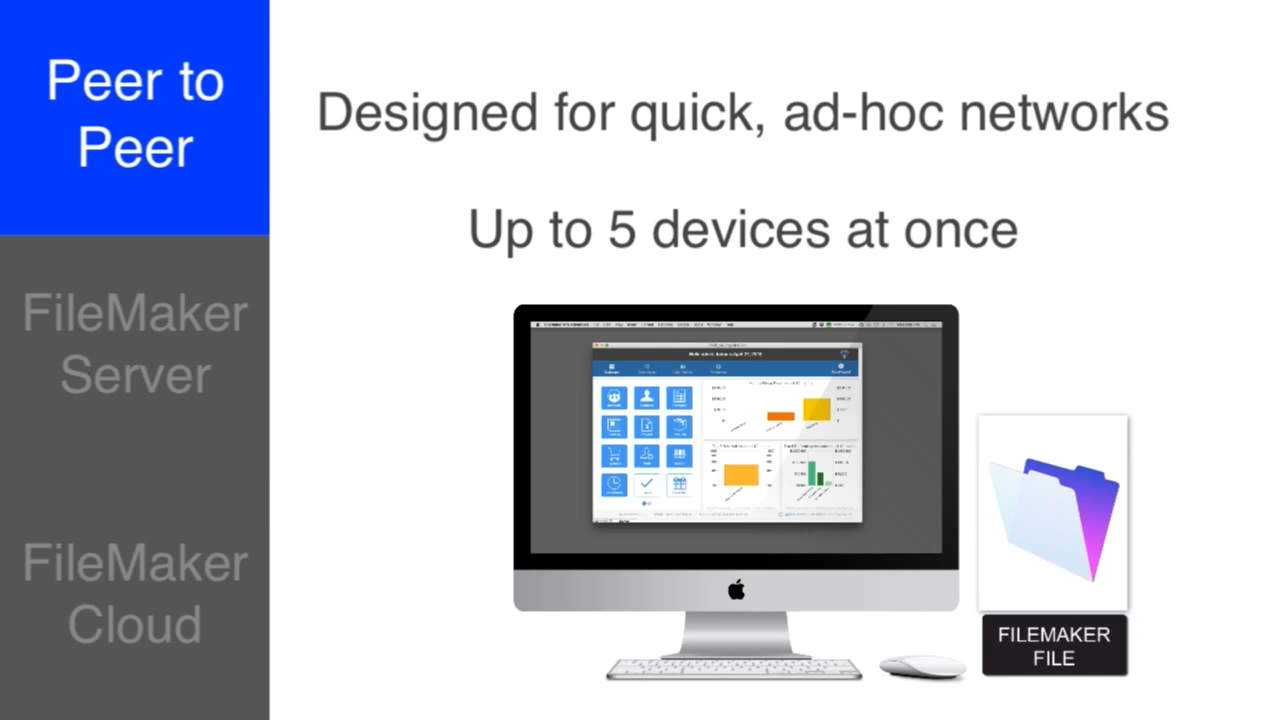 Peer to
Peer
FileMaker
Server
FileMaker
Cloud
Designed for quick, ad-hoc networks
Up to 5 devices at once
FILEMAKER
FILE